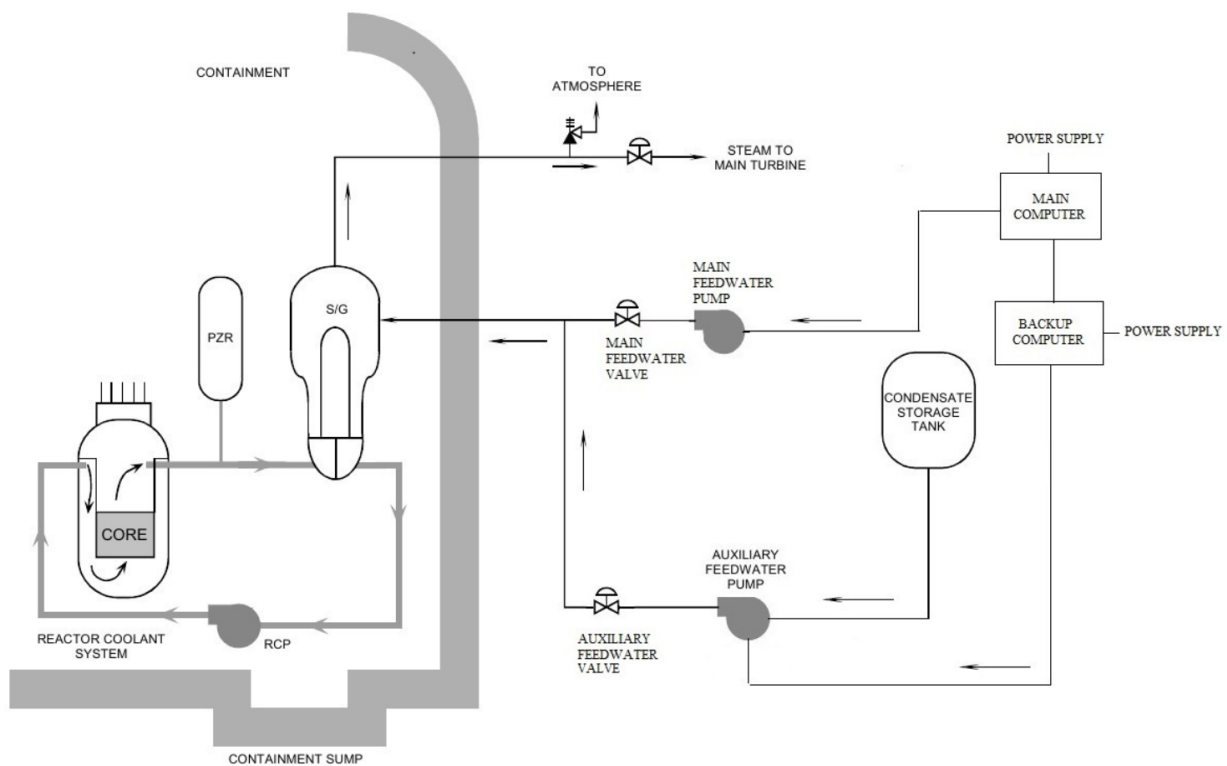 CONTAINMENT
TO
ATMOSPHERE
STEAM TO
MAIN TURBINE
POWER SUPPLY
MAIN
COMPUTER
MAIN
FEEDWATER
PUMP
S/G
PZR
BACKUP
COMPUTER
POWER SUPPLY
MAIN
FEEDWATER
VALVE
CONDENSATE
STORAGE
TANK
CORE
AUXILIARY
FEEDWATER
PUMP
REACTOR COOLANT
SYSTEM
RCP
AUXILIARY
FEEDWATER
VALVE
CONTAINMENT SUMP